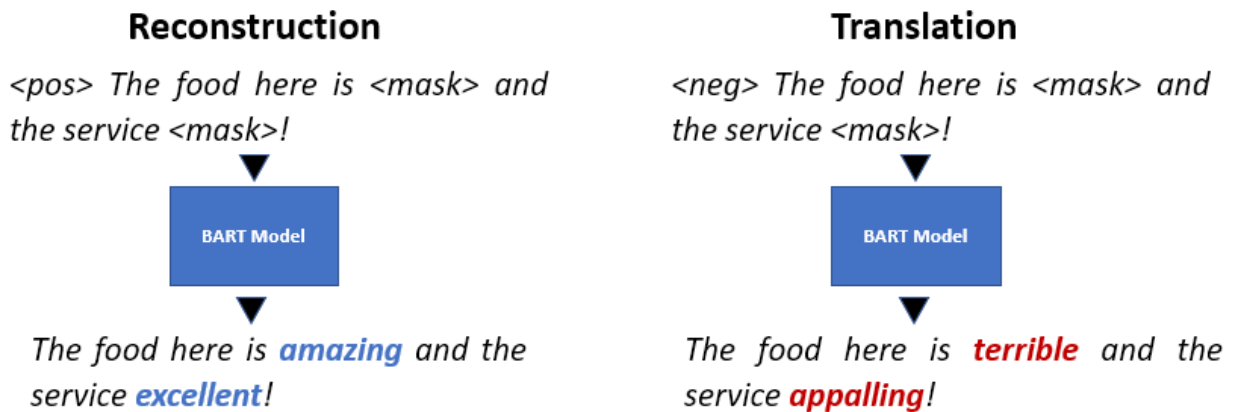 Reconstruction
<pos> The food here is <mask> and
the service <mask>!
BART Model
The food here is amazing and the
service excellent!
Translation
<neg> The food here is <mask> and
the service <mask>!
BART Model
The food here is terrible and the
service appalling!